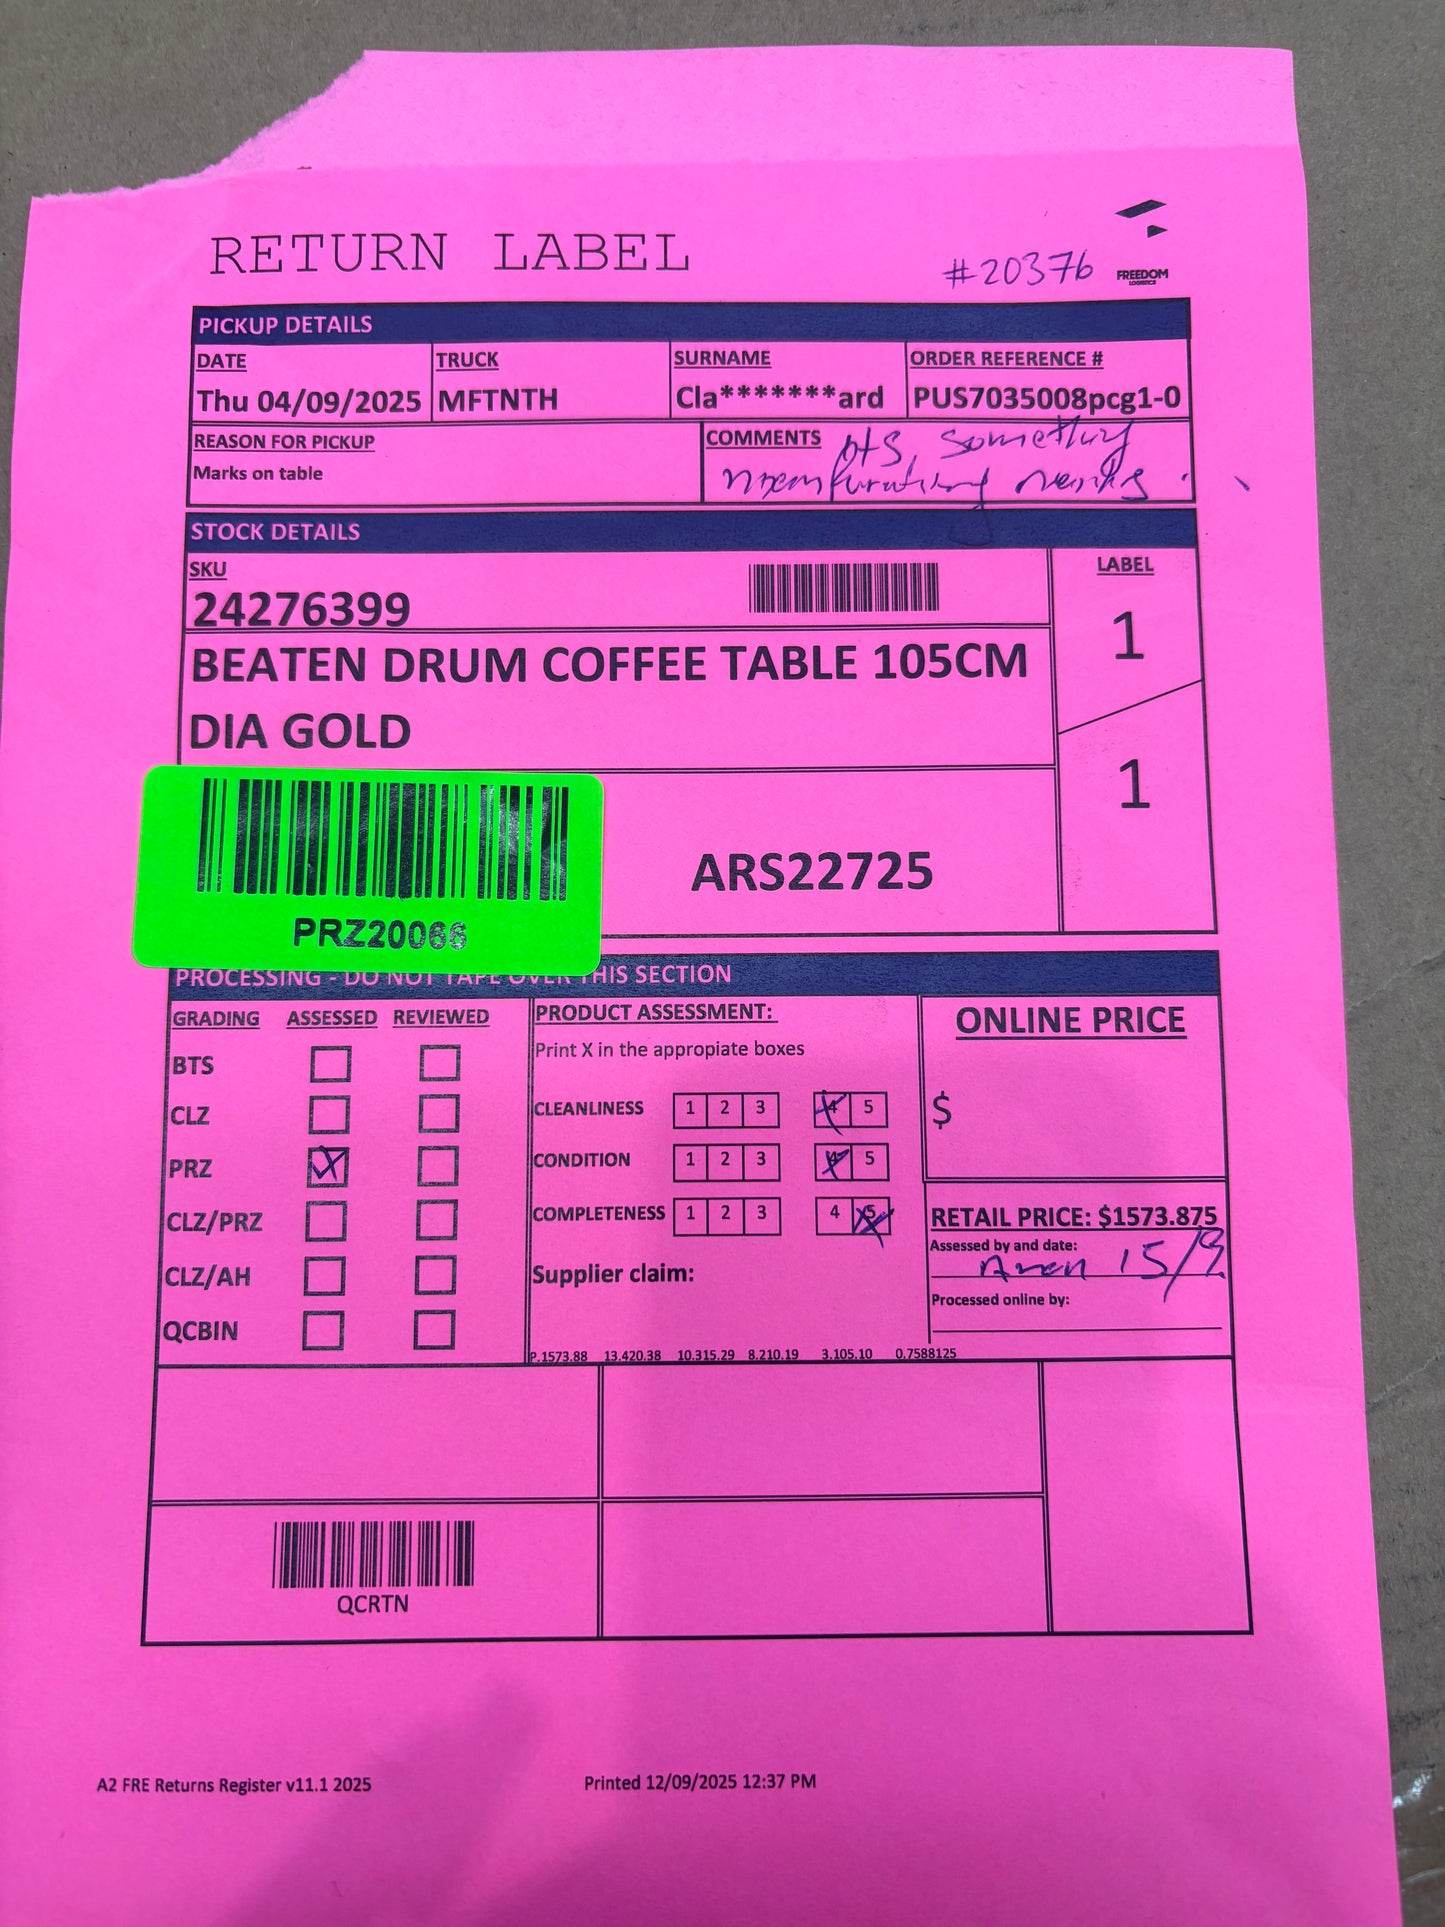 RETURN LABEL
#20376
FREEDOM
LOGISTICS
PICKUP DETAILS
DATE TRUCK SURNAME ORDER REFERENCE #
Thu 04/09/2025 MFTNTH Cla*******ard PUS7035008pcg1-0
REASON FOR PICKUP COMMENTS something
Marks on table marks
STOCK DETAILS
SKU LABEL
24276399
1
BEATEN DRUM COFFEE TABLE 105CM
DIA GOLD
1
ARS22725
PRZ20066
PROCESSING - DO NOT TAPE OVER THIS SECTION
GRADING ASSESSED REVIEWED PRODUCT ASSESSMENT: ONLINE PRICE
Print X in the appropiate boxes
BTS
CLZ CLEANLINESS 1 2 3 4 5 $
PRZ X CONDITION 1 2 3 4 5
CLZ/PRZ COMPLETENESS 1 2 3 4 5 RETAIL PRICE: $1573.875
Assessed by and date:
CLZ/AH Supplier claim: 15/9
Processed online by:
QCBIN
P.1573.88 13.420.38 10.315.29 8.210.19 3.105.10 0.7588125
QCRTN
A2 FRE Returns Register v11.1 2025 Printed 12/09/2025 12:37 PM